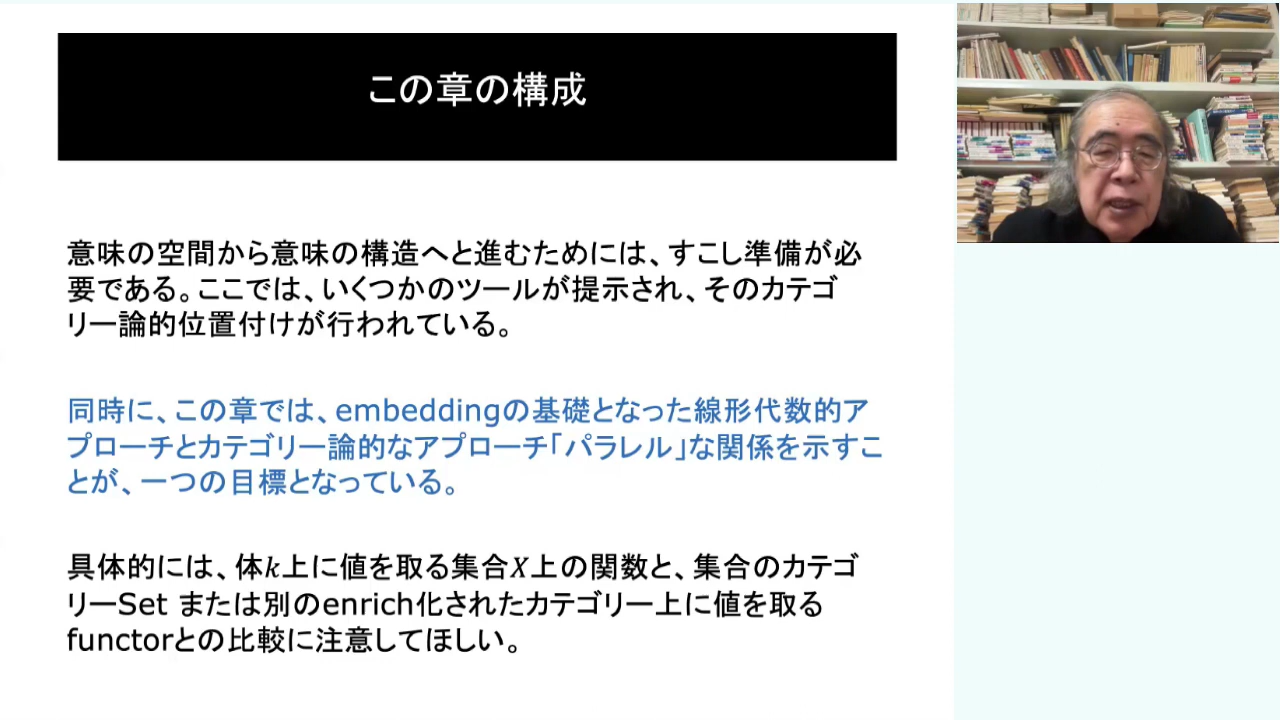 この章の構成
意味の空間から意味の構造へと進むためには、すこし準備が必
要である。ここでは、いくつかのツールが提示され、そのカテゴ
リー論的位置付けが行われている。
同時に、この章では、embeddingの基礎となった線形代数的ア
プローチとカテゴリー論的なアプローチ「パラレル」な関係を示すこ
とが、一つの目標となっている。
具体的には、体k上に値を取る集合X上の関数と、集合のカテゴ
リーSet または別のenrich化されたカテゴリー上に値を取る
functorとの比較に注意してほしい。